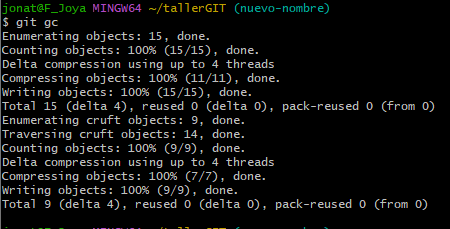 jonat@F_Joya MINGW64 ~/tallerGIT (nuevo-nombre)
$ git gc
Enumerating objects: 15, done.
Counting objects: 100% (15/15), done.
Delta compression using up to 4 threads
Compressing objects: 100% (11/11), done.
Writing objects: 100% (15/15), done.
Total 15 (delta 4), reused 0 (delta 0), pack-reused 0 (from 0)
Enumerating cruft objects: 9, done.
Traversing cruft objects: 14, done.
Counting objects: 100% (9/9), done.
Delta compression using up to 4 threads
Compressing objects: 100% (7/7), done.
Writing objects: 100% (9/9), done.
Total 9 (delta 4), reused 0 (delta 0), pack-reused 0 (from 0)